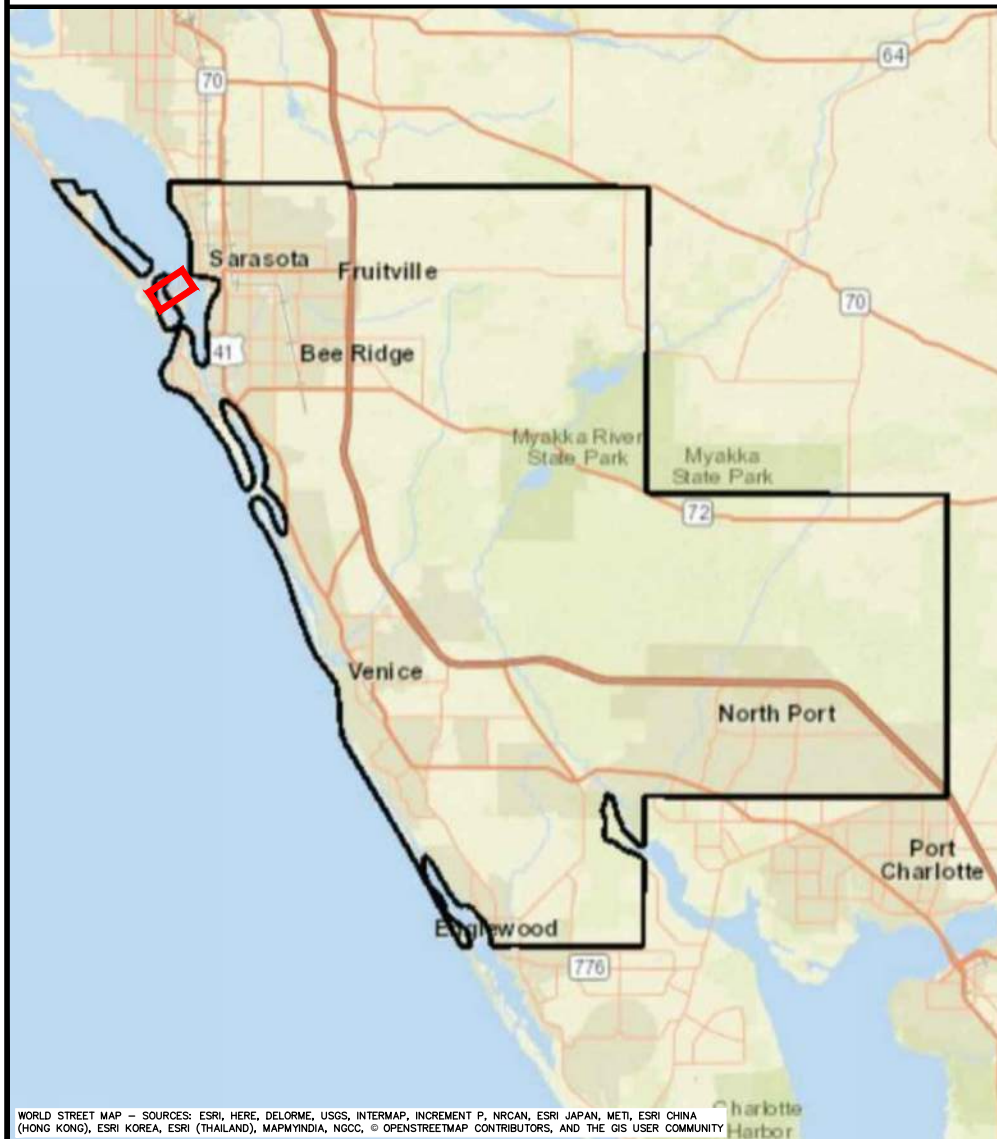 64
70
Sarasota
Fruitville
70
41
Bee Ridge
Myakka River
State Park
Myakka
State Park
72
Venice
North Port
Port
Charlotte
Englewood
776
Charlotte
Harbor
WORLD STREET MAP – SOURCES: ESRI, HERE, DELORME, USGS, INTERMAP, INCREMENT P, NRCAN, ESRI JAPAN, METI, ESRI CHINA
(HONG KONG), ESRI KOREA, ESRI (THAILAND), MAPMYINDIA, NGCC, © OPENSTREETMAP CONTRIBUTORS, AND THE GIS USER COMMUNITY